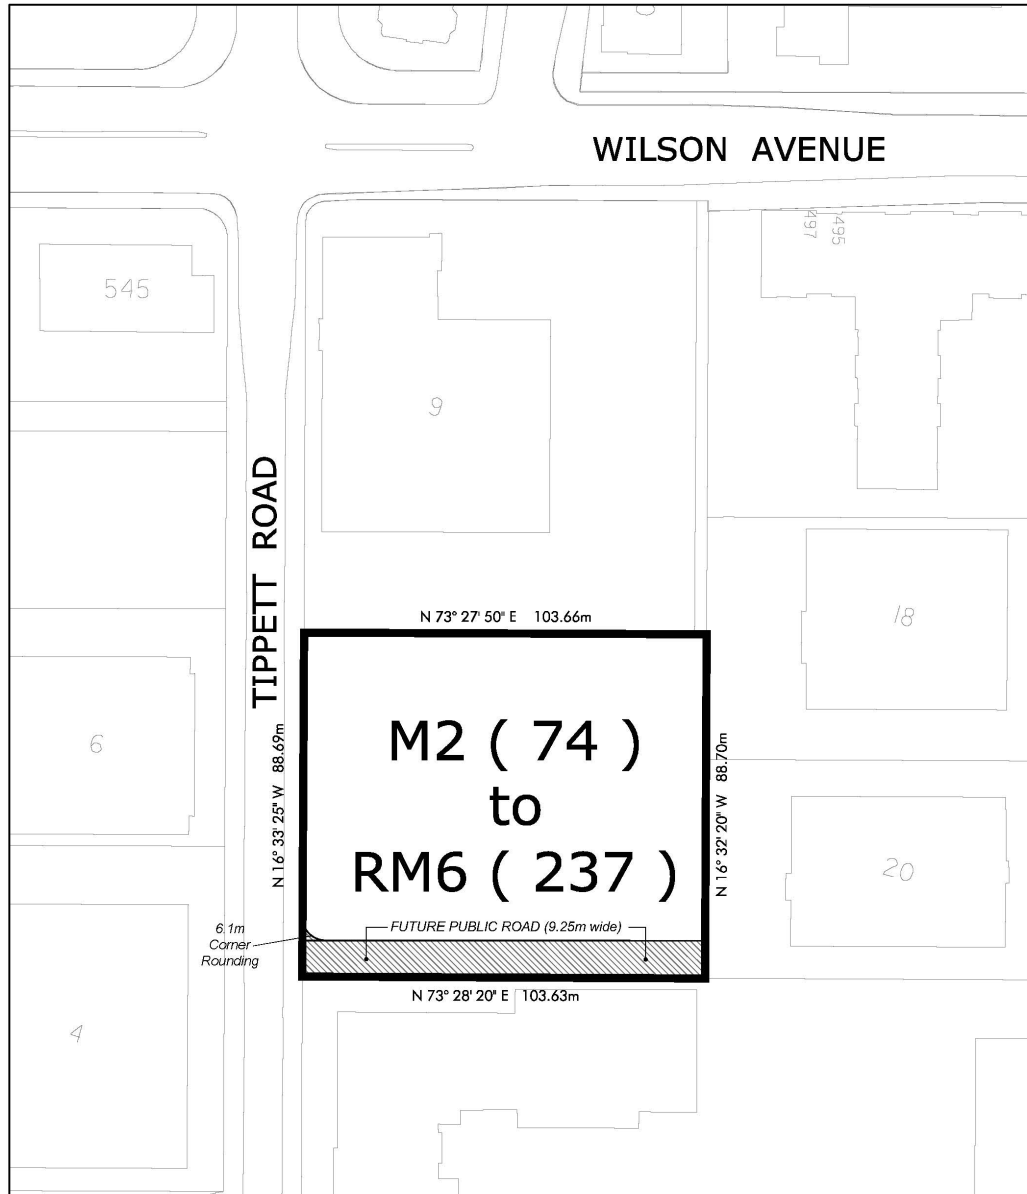 WILSON AVENUE
497
495
545
9
TIPPETT ROAD
N 73° 27' 50" E 103.66m
18
6
N 16° 33' 25" W 88.69m
M2 ( 74 )
to
RM6 ( 237 )
N 16° 32' 20" W 88.70m
20
6.1m
Corner
Rounding
FUTURE PUBLIC ROAD (9.25m wide)
N 73° 28' 20" E 103.63m
4